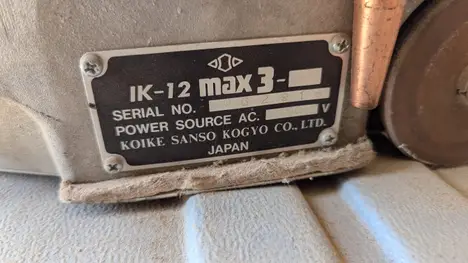 IK-12 max 3-
SERIAL NO.
POWER SOURCE AC. V
KOIKE SANSO KOGYO CO., LTD.
JAPAN